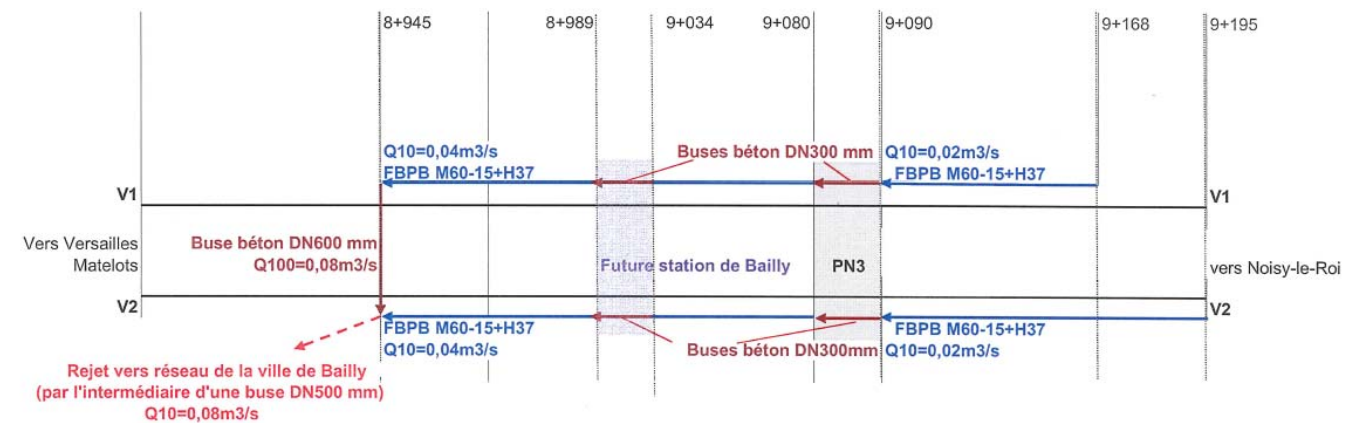 8+945
8+989
9+034
9+080
9+090
9+168
9+195
Q10=0,04m3/s
FBPB M60-15+H37
Buses béton DN300 mm
Q10=0,02m3/s
FBPB M60-15+H37
V1
V1
Vers Versailles
Matelots
Buse béton DN600 mm
Q100=0,08m3/s
Future station de Bailly
PN3
vers Noisy-le-Roi
V2
V2
FBPB M60-15+H37
Q10=0,04m3/s
Buses béton DN300mm
FBPB M60-15+H37
Q10=0,02m3/s
Rejet vers réseau de la ville de Bailly
(par l'intermédiaire d'une buse DN500 mm)
Q10=0,08m3/s